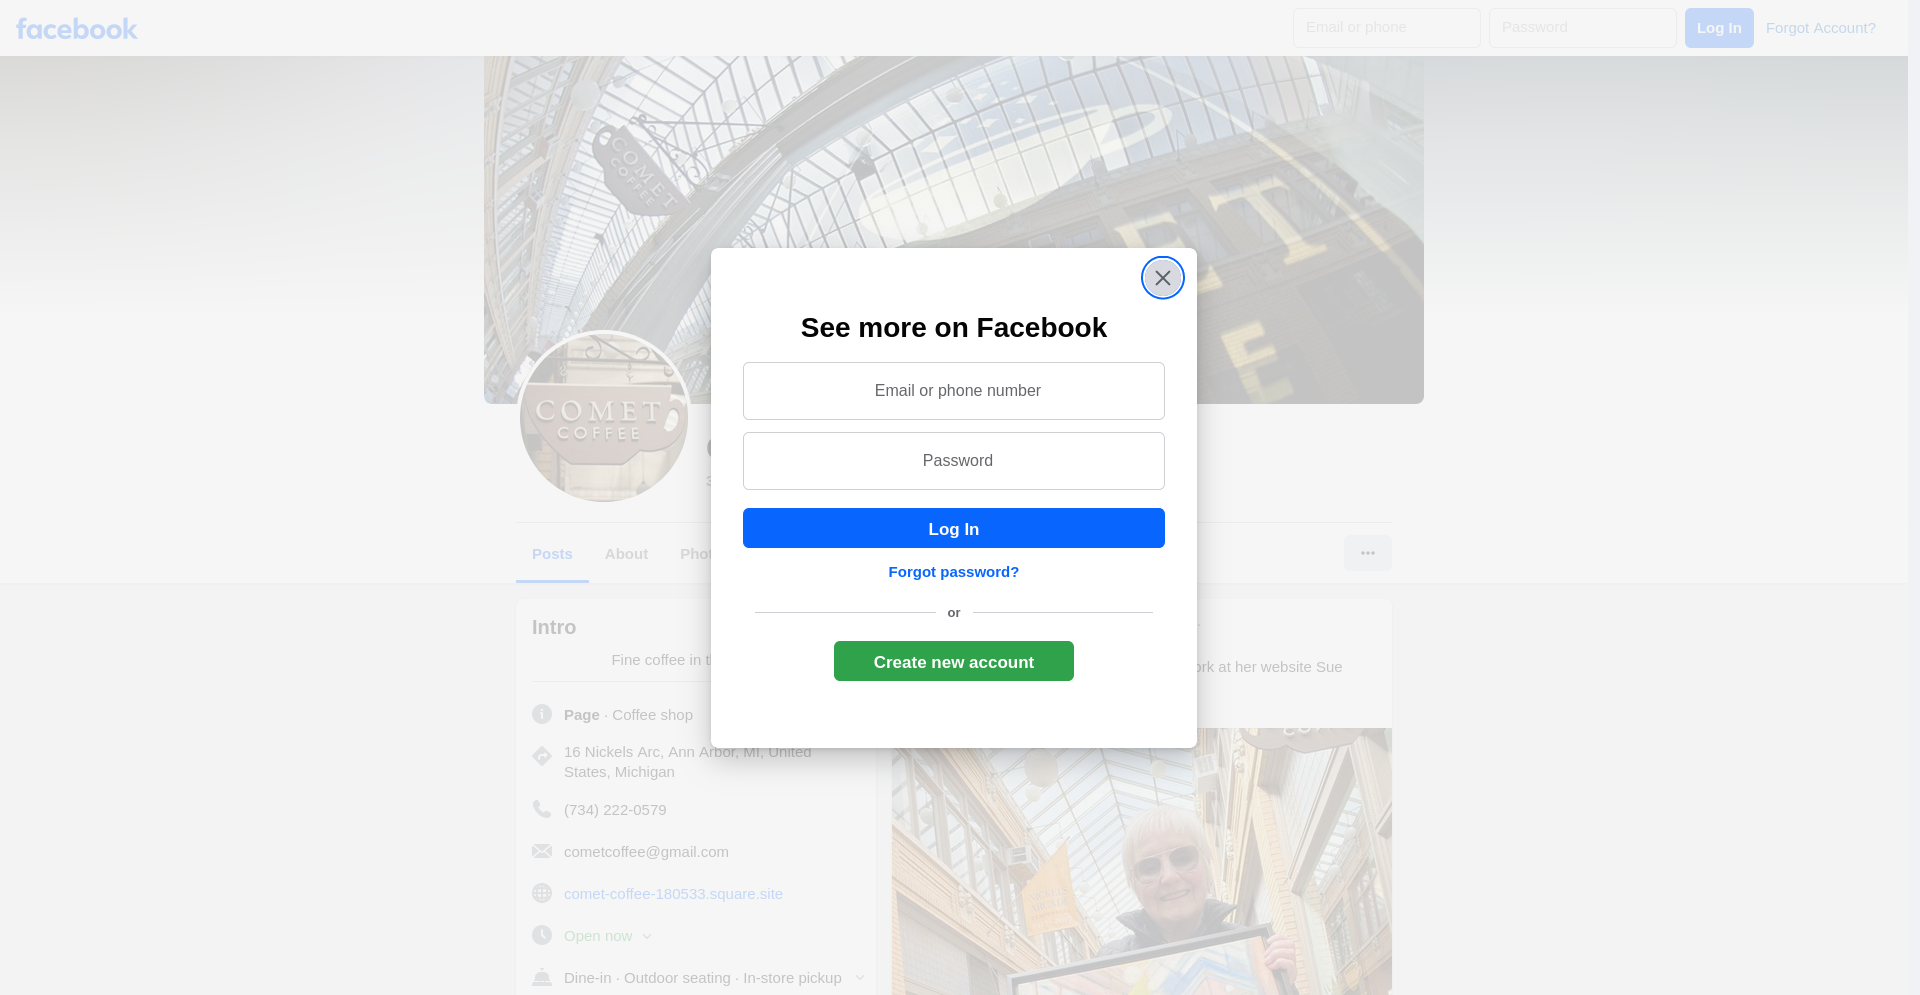 facebook
Email or phone
Password
Log In
Forgot Account?
COMET
COFFEE
See more on Facebook
Email or phone number
Password
Log In
Forgot password?
or
Create new account
COMET
COFFEE
Posts
About
Intro
Fine coffee in
Page · Coffee shop
16 Nickels Arc, Ann Arbor, MI, United
States, Michigan
(734) 222-0579
cometcoffee@gmail.com
comet-coffee-180533.square.site
Open now
Dine-in · Outdoor seating · In-store pickup
at her website Sue